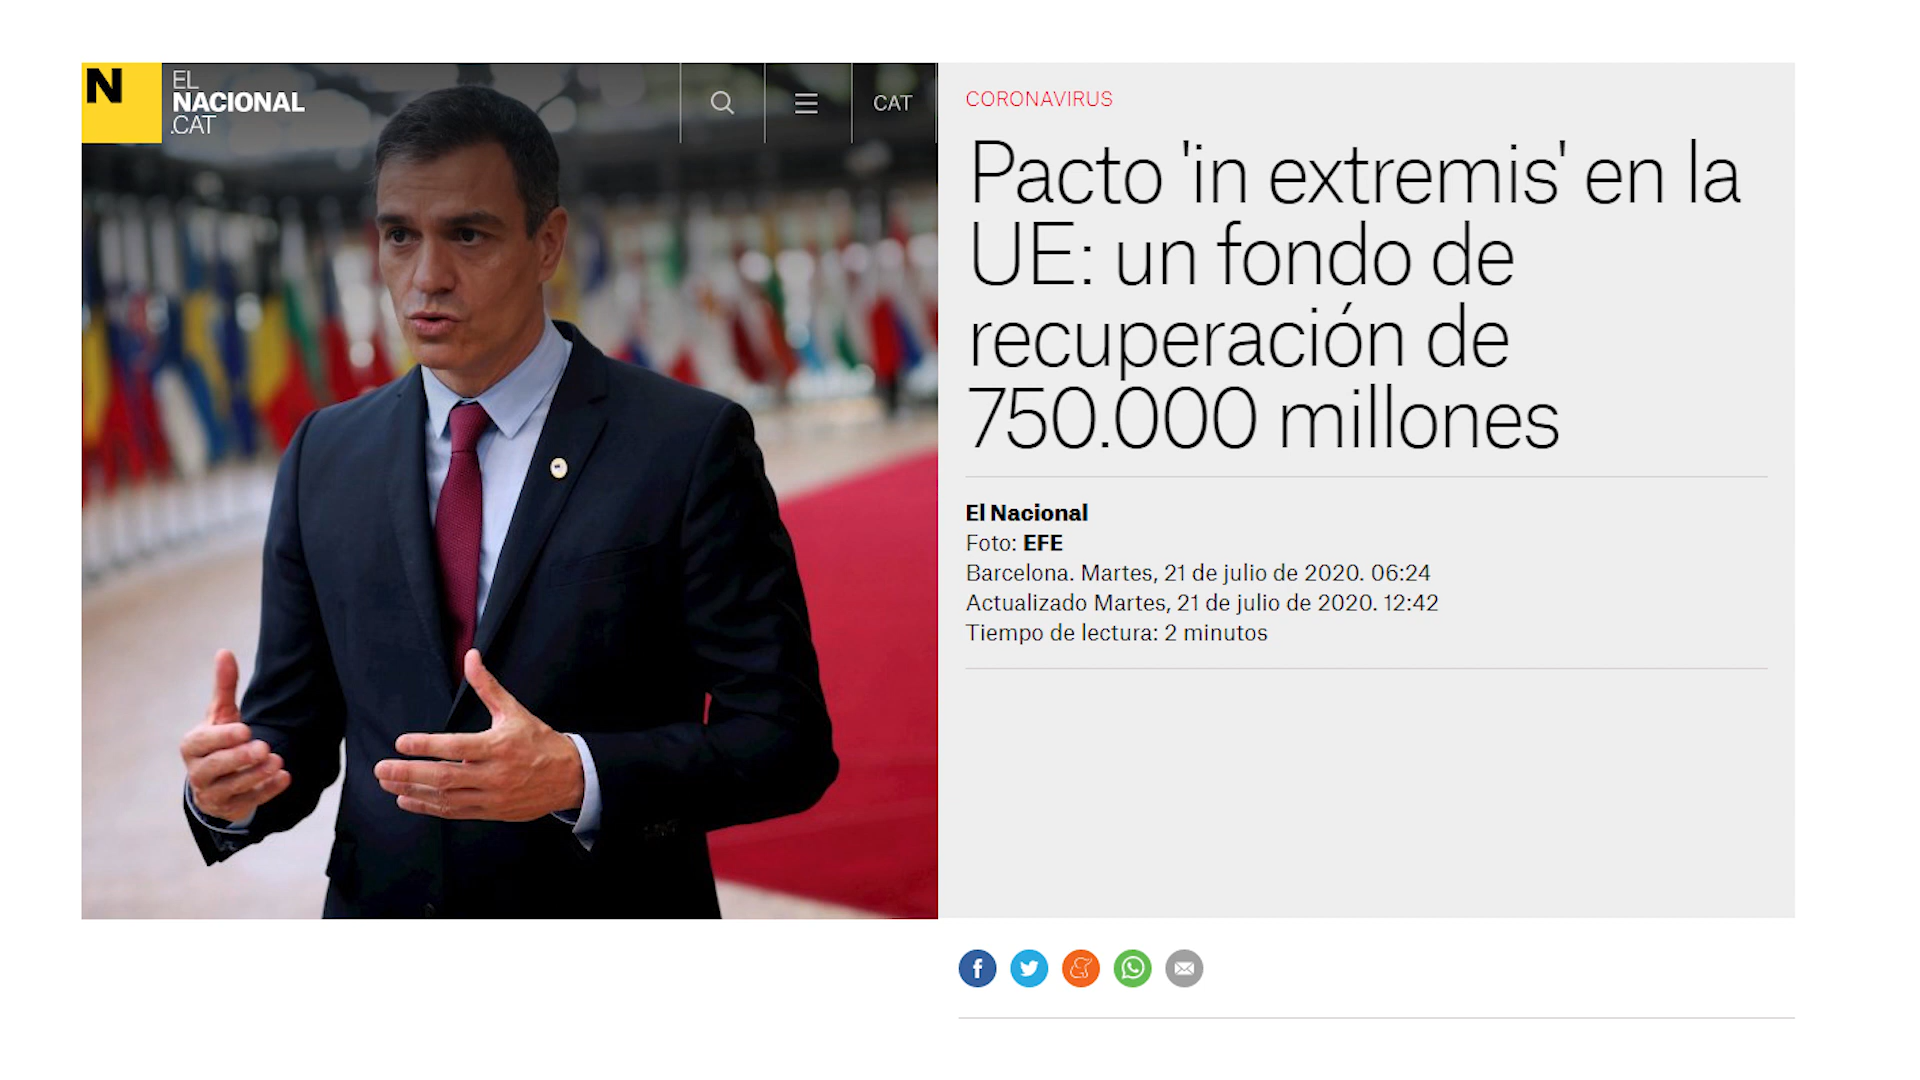 N
EL
NACIONAL
.CAT
CAT
CORONAVIRUS
Pacto 'in extremis' en la
UE: un fondo de
recuperación de
750.000 millones
El Nacional
Foto: EFE
Barcelona. Martes, 21 de julio de 2020. 06:24
Actualizado Martes, 21 de julio de 2020. 12:42
Tiempo de lectura: 2 minutos